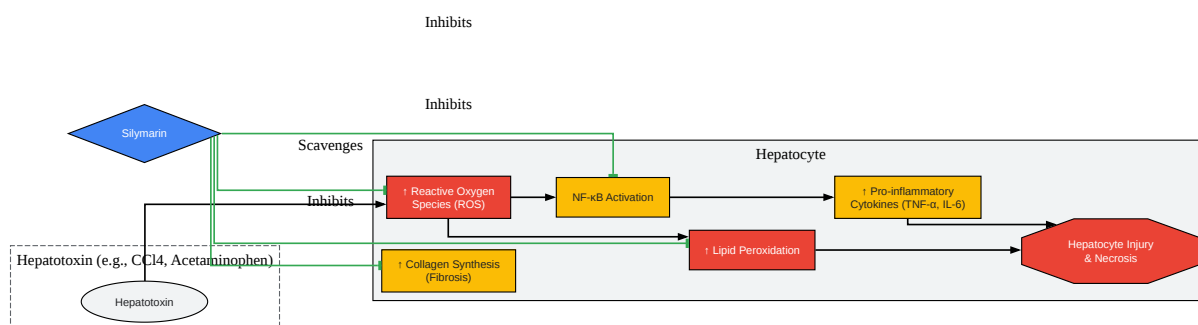 Inhibits
Inhibits
Silymarin
Scavenges
Hepatocyte
↑ Reactive Oxygen
Species (ROS)
NF-κB Activation
↑ Pro-inflammatory
Cytokines (TNF-α, IL-6)
Inhibits
↑ Lipid Peroxidation
Hepatocyte Injury
& Necrosis
Hepatotoxin (e.g., CCl4, Acetaminophen)
↑ Collagen Synthesis
(Fibrosis)
Hepatotoxin